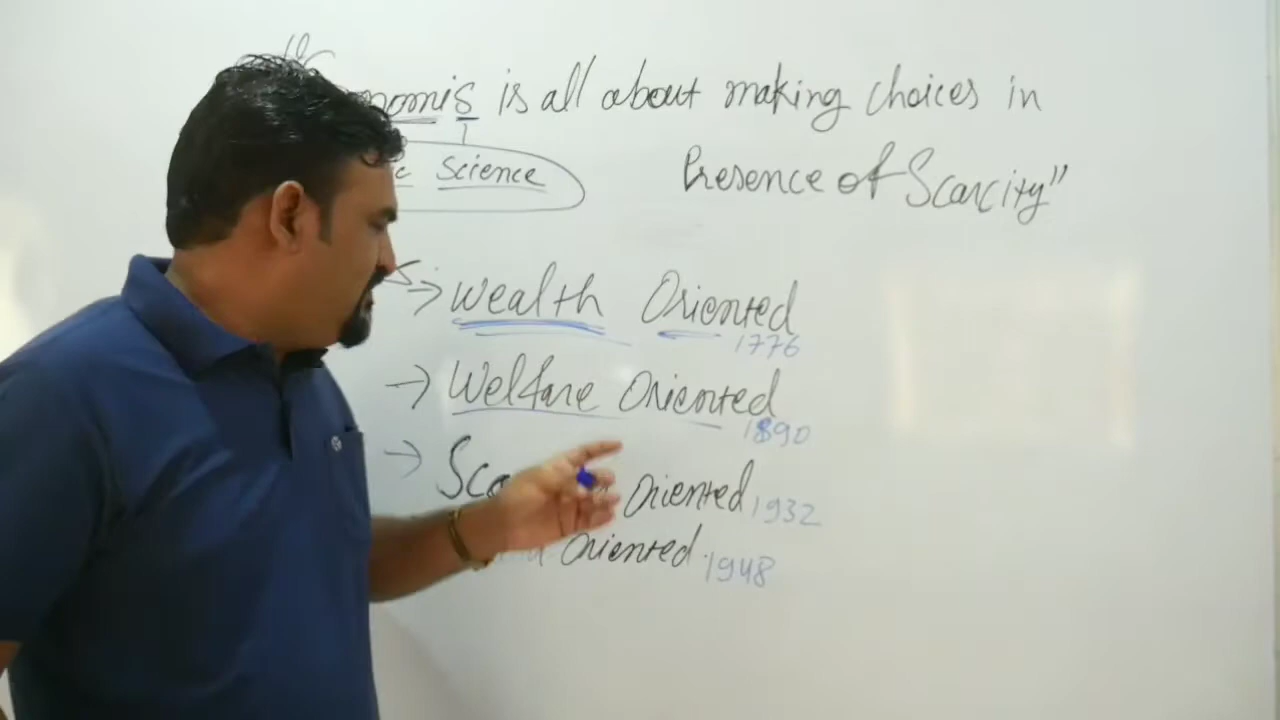 is all about making choices in
Science
Presence of Scarcity"
→ Wealth Oriented
1776
→ Welfare Oriented
1890
→ Oriented 1932
Oriented 1948